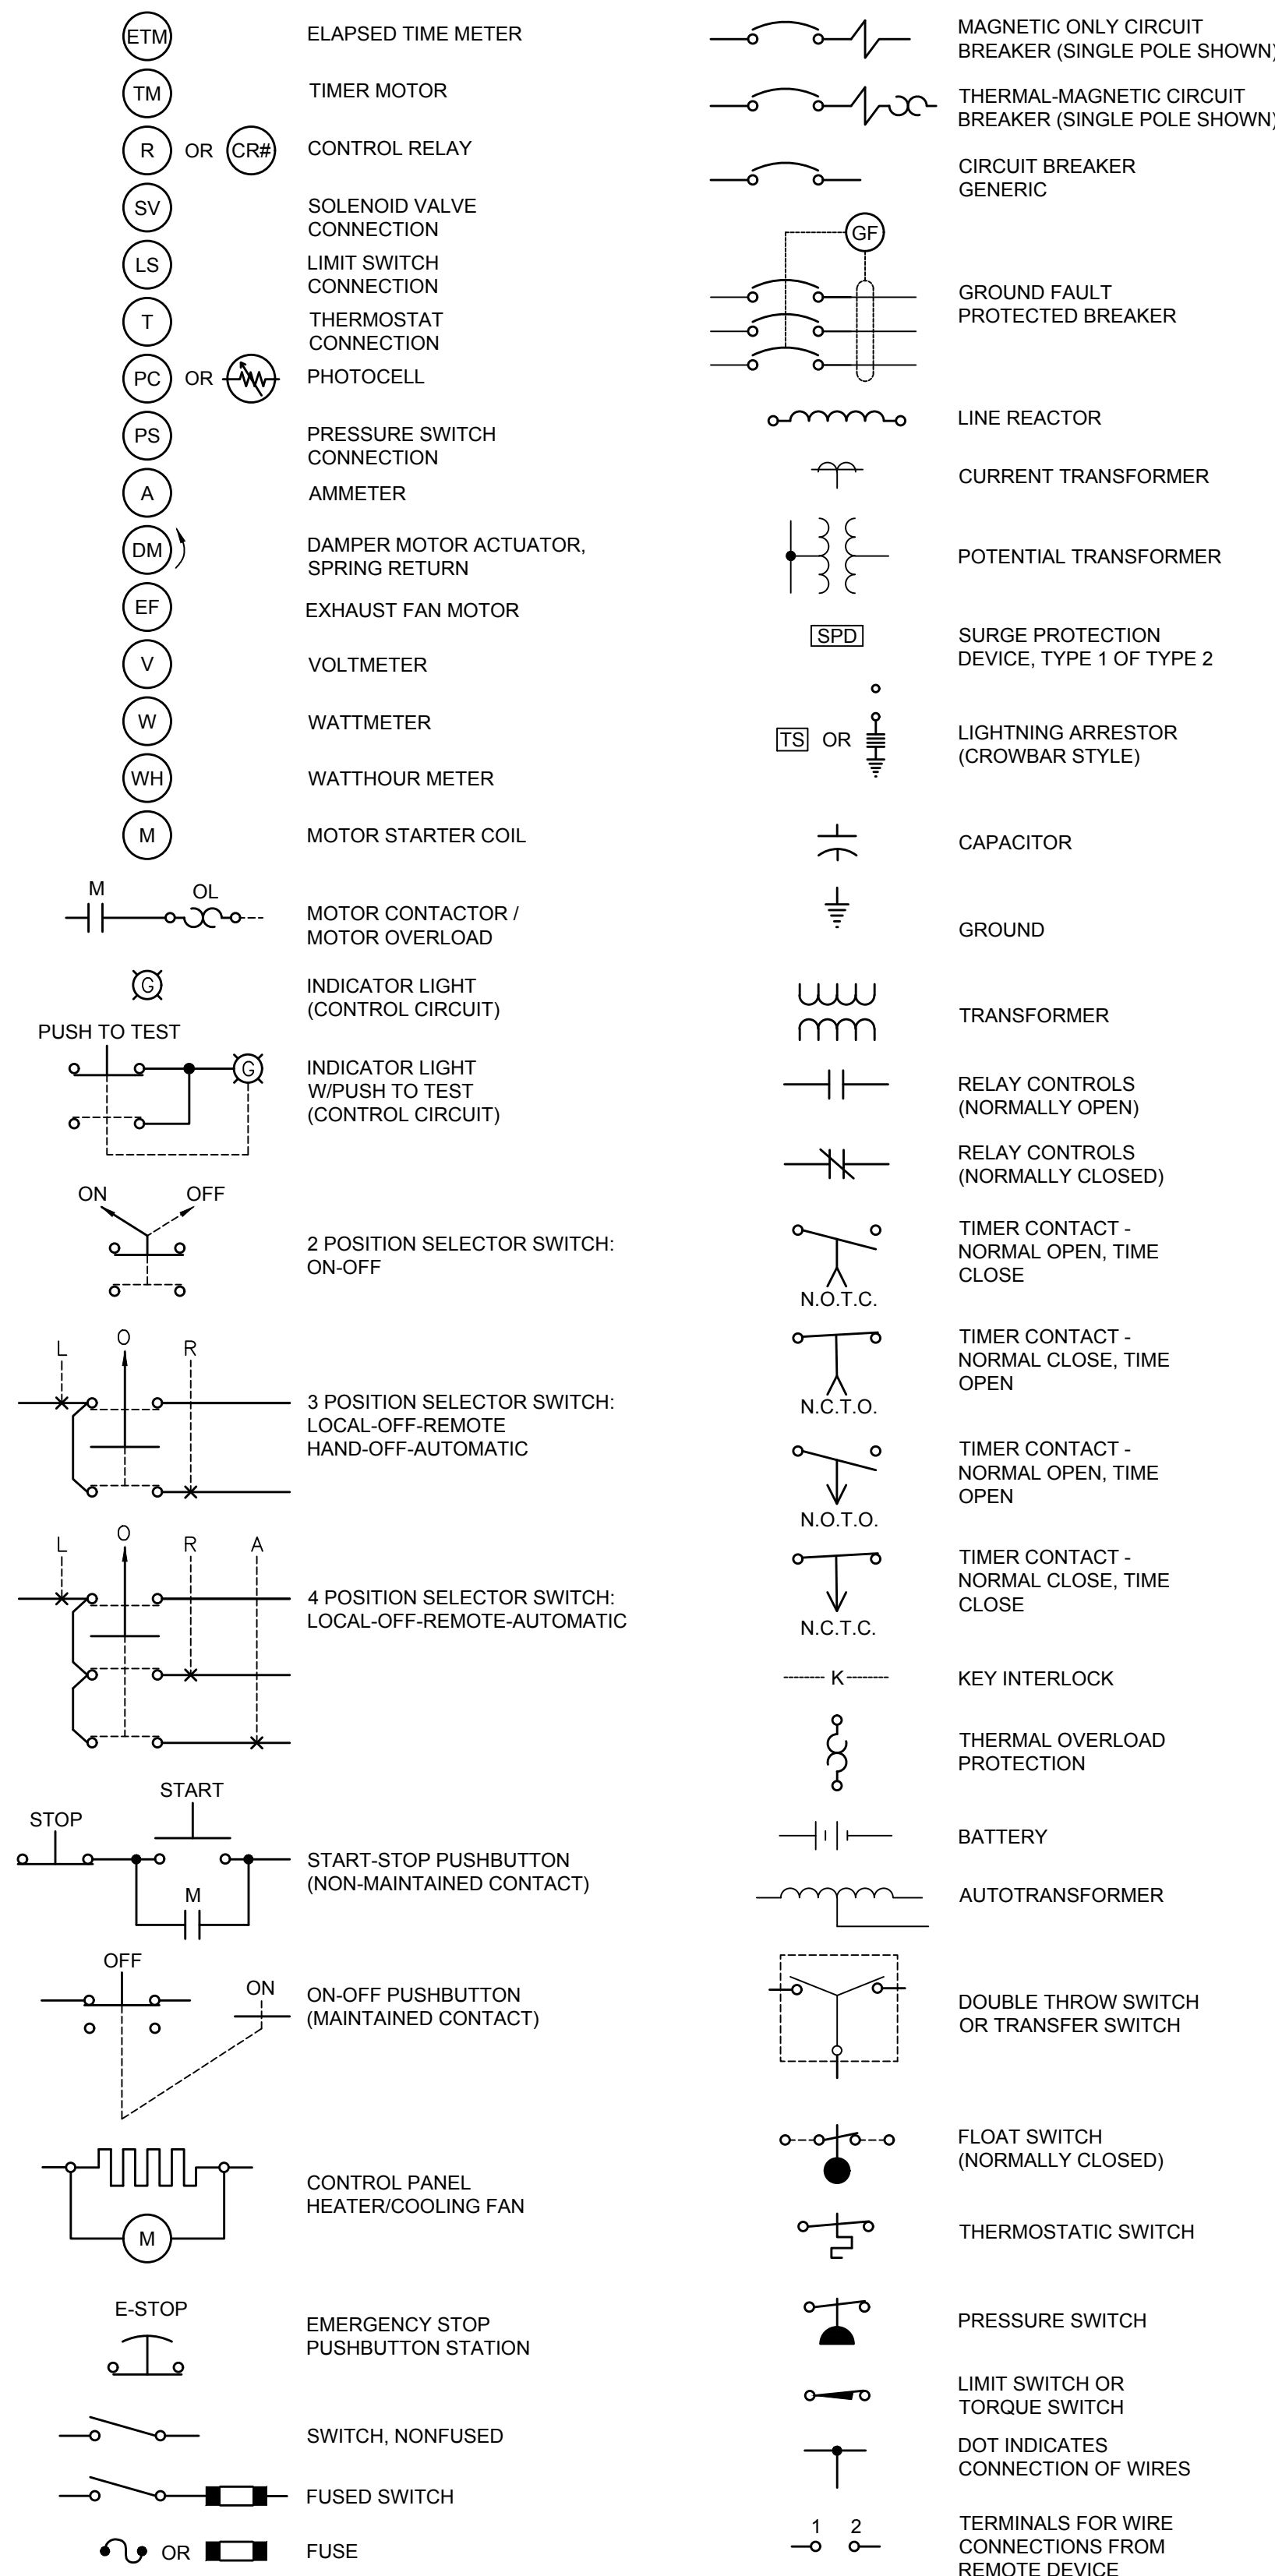 ETM ELAPSED TIME METER
TM TIMER MOTOR
R OR CR# CONTROL RELAY
SV SOLENOID VALVE
CONNECTION
LS LIMIT SWITCH
CONNECTION
T THERMOSTAT
CONNECTION
PC OR PHOTOCELL
PS PRESSURE SWITCH
CONNECTION
A AMMETER
DM DAMPER MOTOR ACTUATOR,
SPRING RETURN
EF EXHAUST FAN MOTOR
V VOLTMETER
W WATTMETER
WH WATTHOUR METER
M MOTOR STARTER COIL
M OL
MOTOR CONTACTOR /
MOTOR OVERLOAD
G INDICATOR LIGHT
(CONTROL CIRCUIT)
PUSH TO TEST
G INDICATOR LIGHT
W/PUSH TO TEST
(CONTROL CIRCUIT)
ON OFF
2 POSITION SELECTOR SWITCH:
ON-OFF
L O R
3 POSITION SELECTOR SWITCH:
LOCAL-OFF-REMOTE
HAND-OFF-AUTOMATIC
L O R A
4 POSITION SELECTOR SWITCH:
LOCAL-OFF-REMOTE-AUTOMATIC
START
STOP
START-STOP PUSHBUTTON
(NON-MAINTAINED CONTACT)
M
OFF
ON
ON-OFF PUSHBUTTON
(MAINTAINED CONTACT)
CONTROL PANEL
HEATER/COOLING FAN
M
E-STOP
EMERGENCY STOP
PUSHBUTTON STATION
SWITCH, NONFUSED
FUSED SWITCH
OR FUSE
MAGNETIC ONLY CIRCUIT
BREAKER (SINGLE POLE SHOWN)
THERMAL-MAGNETIC CIRCUIT
BREAKER (SINGLE POLE SHOWN)
CIRCUIT BREAKER
GENERIC
GF
GROUND FAULT
PROTECTED BREAKER
LINE REACTOR
CURRENT TRANSFORMER
POTENTIAL TRANSFORMER
SPD SURGE PROTECTION
DEVICE, TYPE 1 OF TYPE 2
TS OR LIGHTNING ARRESTOR
(CROWBAR STYLE)
CAPACITOR
GROUND
TRANSFORMER
RELAY CONTROLS
(NORMALLY OPEN)
RELAY CONTROLS
(NORMALLY CLOSED)
TIMER CONTACT -
NORMAL OPEN, TIME
CLOSE
N.O.T.C.
TIMER CONTACT -
NORMAL CLOSE, TIME
OPEN
N.C.T.O.
TIMER CONTACT -
NORMAL OPEN, TIME
OPEN
N.O.T.O.
TIMER CONTACT -
NORMAL CLOSE, TIME
CLOSE
N.C.T.C.
K KEY INTERLOCK
THERMAL OVERLOAD
PROTECTION
BATTERY
AUTOTRANSFORMER
DOUBLE THROW SWITCH
OR TRANSFER SWITCH
FLOAT SWITCH
(NORMALLY CLOSED)
THERMOSTATIC SWITCH
PRESSURE SWITCH
LIMIT SWITCH OR
TORQUE SWITCH
DOT INDICATES
CONNECTION OF WIRES
1 2 TERMINALS FOR WIRE
CONNECTIONS FROM
REMOTE DEVICE